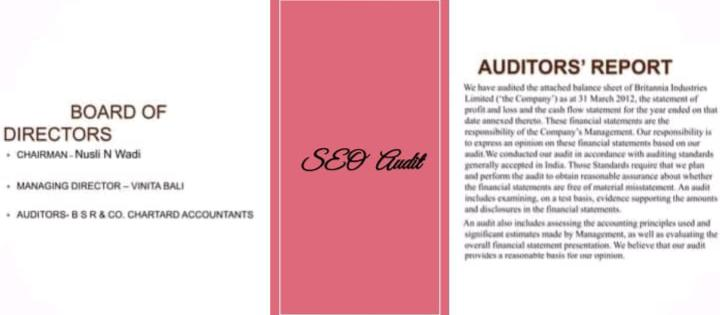 BOARD OF
DIRECTORS
• CHAIRMAN - Nusli N Wadi
• MANAGING DIRECTOR – VINITA BALI
• AUDITORS- B S R & CO. CHARTARD ACCOUNTANTS
SEO Audit
AUDITORS' REPORT
We have audited the attached balance sheet of Britannia Industries
Limited ('the Company') as at 31 March 2012, the statement of
profit and loss and the cash flow statement for the year ended on that
date annexed thereto. These financial statements are the
responsibility of the Company's Management. Our responsibility is
to express an opinion on these financial statements based on our
audit.We conducted our audit in accordance with auditing standards
generally accepted in India. Those Standards require that we plan
and perform the audit to obtain reasonable assurance about whether
the financial statements are free of material misstatement. An audit
includes examining, on a test basis, evidence supporting the amounts
and disclosures in the financial statements.
An audit also includes assessing the accounting principles used and
significant estimates made by Management, as well as evaluating the
overall financial statement presentation. We believe that our audit
provides a reasonable basis for our opinion.